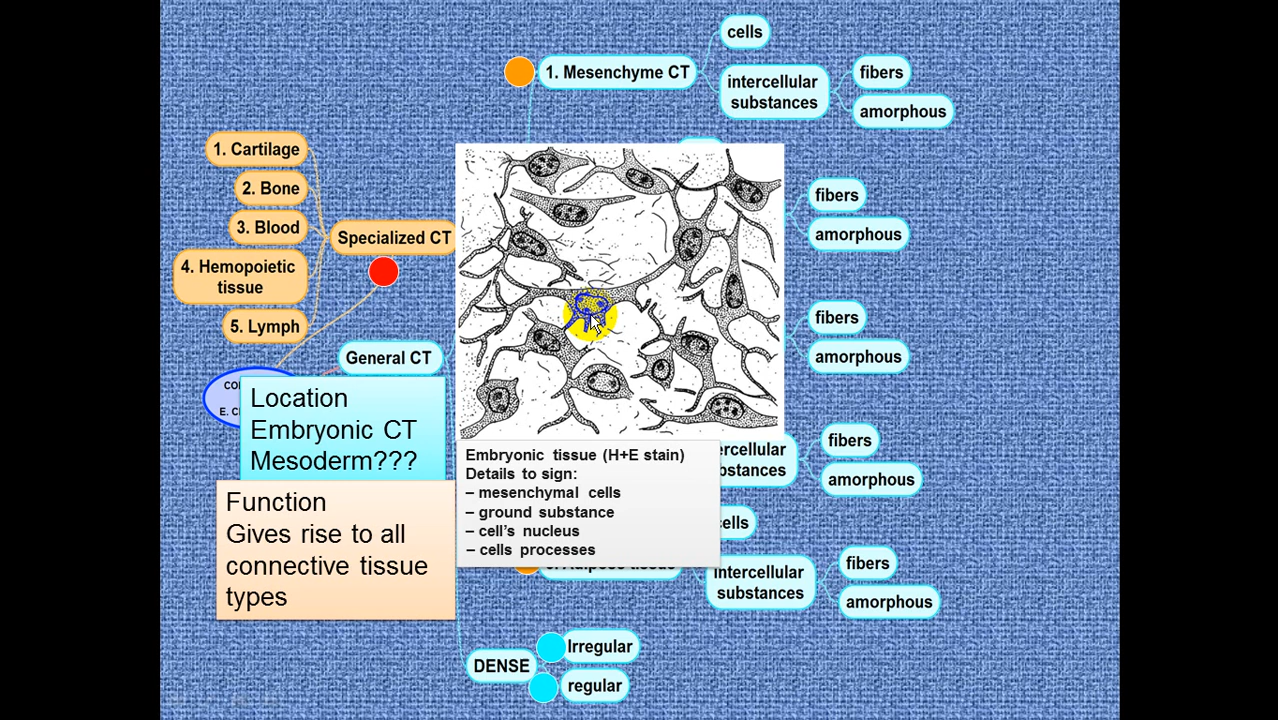 cells
1. Mesenchyme CT
intercellular
substances
fibers
amorphous
1. Cartilage
2. Bone
3. Blood
4. Hemopoietic
tissue
5. Lymph
Specialized CT
General CT
fibers
amorphous
fibers
amorphous
Location
Embryonic CT
Mesoderm???
Function
Gives rise to all
connective tissue
types
Embryonic tissue (H+E stain)
Details to sign:
– mesenchymal cells
– ground substance
– cell's nucleus
– cells processes
fibers
amorphous
intercellular
substances
fibers
amorphous
DENSE
Irregular
regular